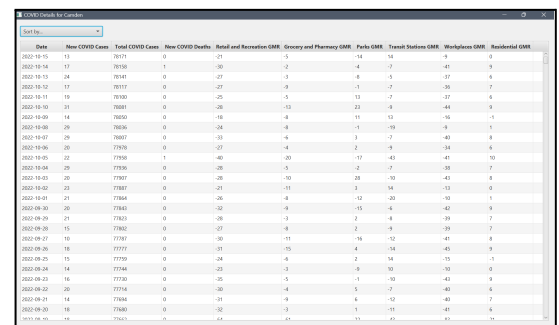 COVID Details for Camden
Sort by...
Date New COVID Cases Total COVID Cases New COVID Deaths Retail and Recreation GMR Grocery and Pharmacy GMR Parks GMR Transit Stations GMR Workplaces GMR Residential GMR
2022-10-15 13 78171 0 -21 -5 -14 14 -9 0
2022-10-14 17 78158 1 -30 -2 -4 -7 -41 9
2022-10-13 24 78141 0 -27 -3 -8 -5 -37 6
2022-10-12 17 78117 0 -27 -9 -1 -7 -36 7
2022-10-11 19 78100 0 -25 -5 13 -7 -37 6
2022-10-10 31 78081 0 -28 -13 23 -9 -44 9
2022-10-09 14 78050 0 -18 -8 11 13 -16 -1
2022-10-08 29 78036 0 -24 -8 -1 -19 -9 1
2022-10-07 29 78007 0 -33 -6 3 -7 -40 8
2022-10-06 20 77978 0 -27 -4 2 -9 -34 6
2022-10-05 22 77958 1 -40 -20 -17 -43 -41 10
2022-10-04 29 77936 0 -28 -5 -2 -7 -38 7
2022-10-03 20 77907 0 -26 -10 28 -10 -43 8
2022-10-02 23 77887 0 -21 -11 3 14 -13 0
2022-10-01 21 77864 0 -26 -8 -12 -20 -10 1
2022-09-30 20 77843 0 -32 -9 -15 6 -42 9
2022-09-29 21 77823 0 -28 -3 2 -8 -39 7
2022-09-28 15 77802 0 -27 -8 2 -9 -39 7
2022-09-27 10 77787 0 -30 -11 -16 -12 -41 8
2022-09-26 18 77777 0 -31 -15 4 -14 -45 9
2022-09-25 15 77759 0 -24 -6 2 14 -15 -1
2022-09-24 14 77744 0 -23 -3 -9 10 -10 0
2022-09-23 16 77730 0 -35 -5 -1 -10 -43 9
2022-09-22 20 77714 0 -30 -4 5 -7 -40 6
2022-09-21 14 77694 0 -31 -9 6 -12 -40 7
2022-09-20 18 77680 0 -32 -3 1 -11 -41 6